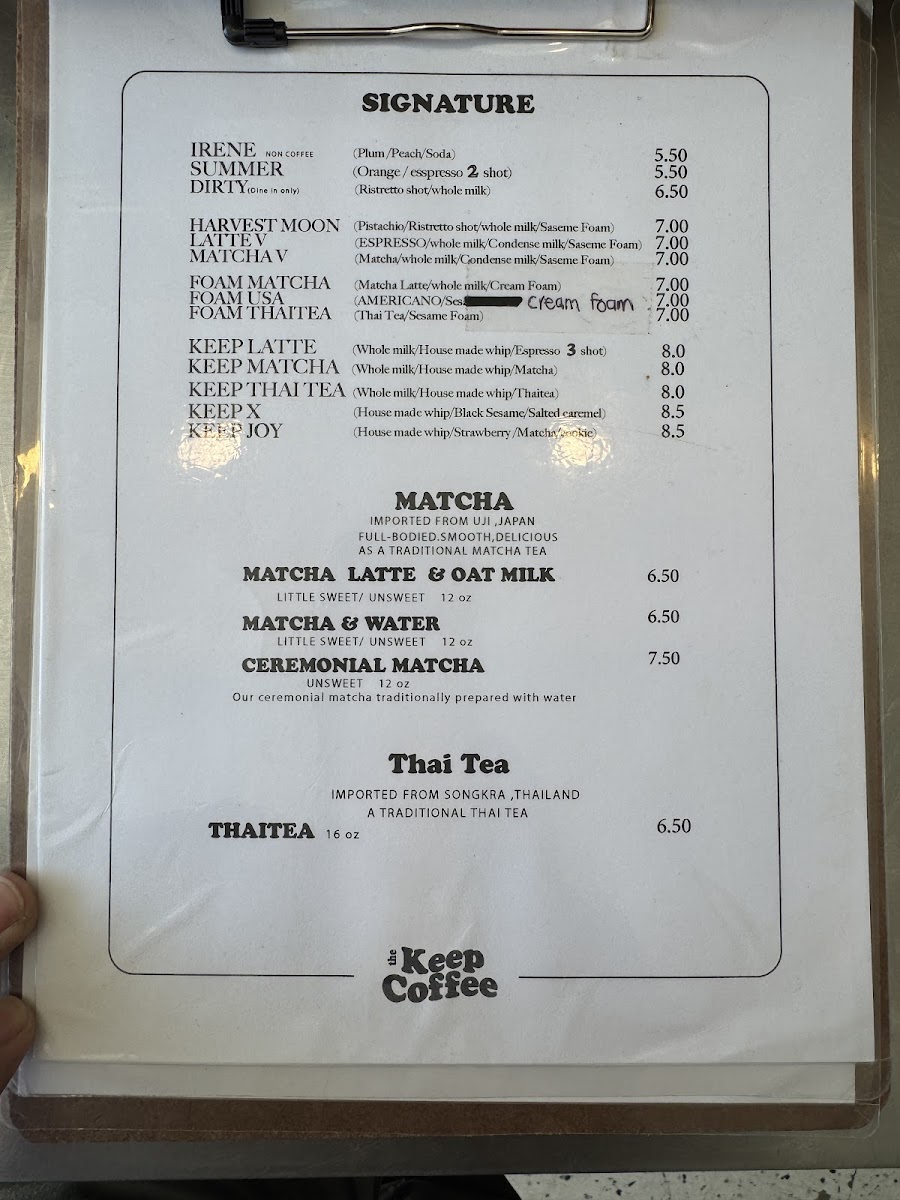 SIGNATURE
IRENE NON COFFEE (Plum/Peach/Soda) 5.50
SUMMER (Orange / esspresso 2 shot) 5.50
DIRTY (Dine in only) (Ristretto shot/whole milk) 6.50
HARVEST MOON (Pistachio/Ristretto shot/whole milk/Saseme Foam) 7.00
LATTE V (ESPRESSO/whole milk/Condense milk/Saseme Foam) 7.00
MATCHA V (Matcha/whole milk/Condense milk/Saseme Foam) 7.00
FOAM MATCHA (Matcha Latte/whole milk/Cream Foam) 7.00
FOAM USA (AMERICANO/Ses cream foam 7.00
FOAM THAITEA (Thai Tea/Sesame Foam) 7.00
KEEP LATTE (Whole milk/House made whip/Espresso 3 shot) 8.0
KEEP MATCHA (Whole milk/House made whip/Matcha) 8.0
KEEP THAI TEA (Whole milk/House made whip/Thaitea) 8.0
KEEP X (House made whip/Black Sesame/Salted caremel) 8.5
KEEP JOY (House made whip/Strawberry/Matcha/cookie) 8.5
MATCHA
IMPORTED FROM UJI ,JAPAN
FULL-BODIED.SMOOTH,DELICIOUS
AS A TRADITIONAL MATCHA TEA
MATCHA LATTE & OAT MILK 6.50
LITTLE SWEET/ UNSWEET 12 oz
MATCHA & WATER 6.50
LITTLE SWEET/ UNSWEET 12 oz
CEREMONIAL MATCHA 7.50
UNSWEET 12 oz
Our ceremonial matcha traditionally prepared with water
Thai Tea
IMPORTED FROM SONGKRA ,THAILAND
A TRADITIONAL THAI TEA
THAITEA 16 oz 6.50
the Keep
Coffee